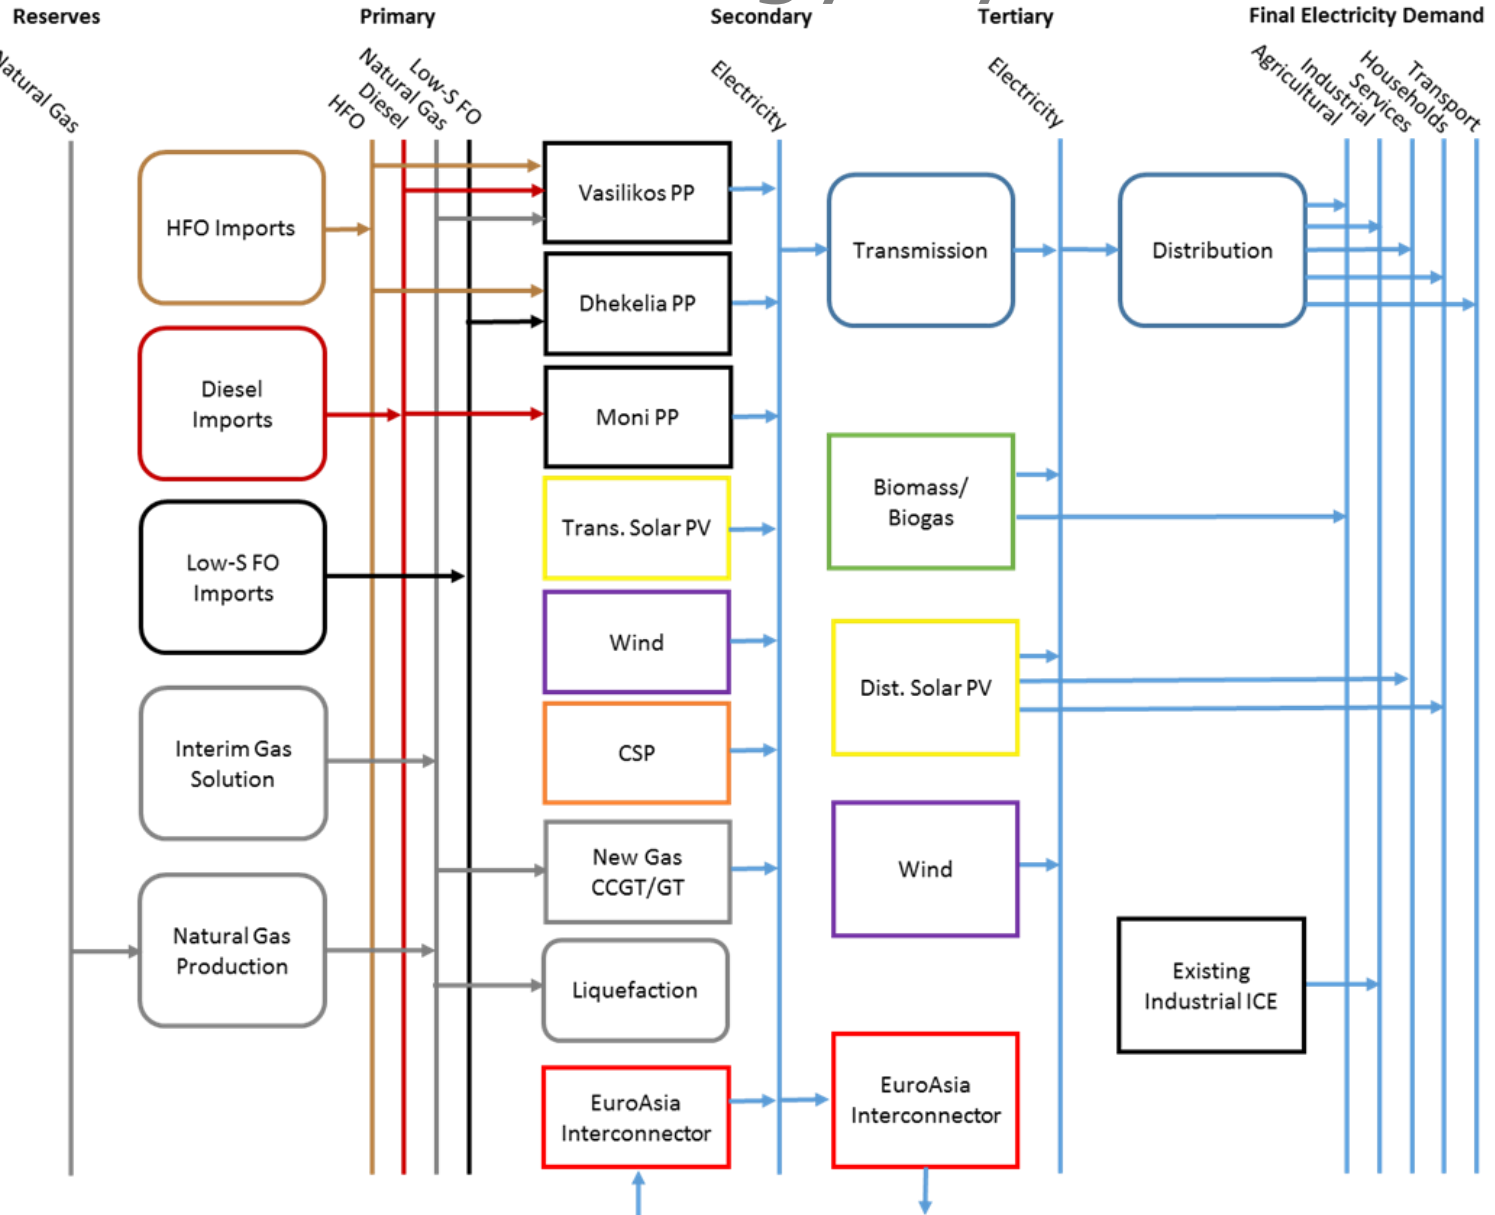 Reserves
Primary
Secondary
Tertiary
Final Electricity Demand
Natural Gas
HFO
Diesel
Natural Gas
Low-S FO
Electricity
Electricity
Agricultural
Industrial
Services
Households
Transport
HFO Imports
Vasilikos PP
Transmission
Distribution
Dhekelia PP
Diesel
Imports
Moni PP
Biomass/
Biogas
Low-S FO
Imports
Trans. Solar PV
Wind
Dist. Solar PV
Interim Gas
Solution
CSP
New Gas
CCGT/GT
Wind
Natural Gas
Production
Liquefaction
Existing
Industrial ICE
EuroAsia
Interconnector
EuroAsia
Interconnector